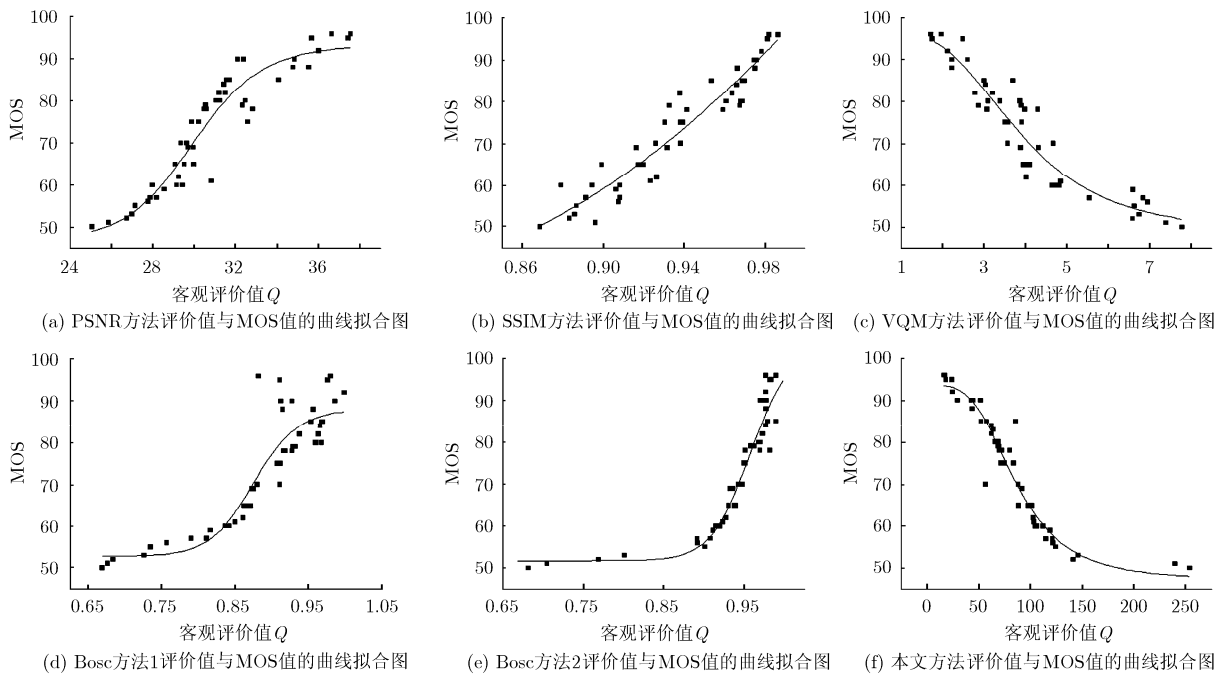 100
90
80
70
60
50
MOS
24 28 32 36
客观评价值Q
(a) PSNR方法评价值与MOS值的曲线拟合图
100
90
80
70
60
50
MOS
0.86 0.90 0.94 0.98
客观评价值Q
(b) SSIM方法评价值与MOS值的曲线拟合图
100
90
80
70
60
50
MOS
1 3 5 7
客观评价值Q
(c) VQM方法评价值与MOS值的曲线拟合图
100
90
80
70
60
50
MOS
0.65 0.75 0.85 0.95 1.05
客观评价值Q
(d) Bosc方法1评价值与MOS值的曲线拟合图
100
90
80
70
60
50
MOS
0.65 0.75 0.85 0.95
客观评价值Q
(e) Bosc方法2评价值与MOS值的曲线拟合图
100
90
80
70
60
50
MOS
0 50 100 150 200 250
客观评价值Q
(f) 本文方法评价值与MOS值的曲线拟合图